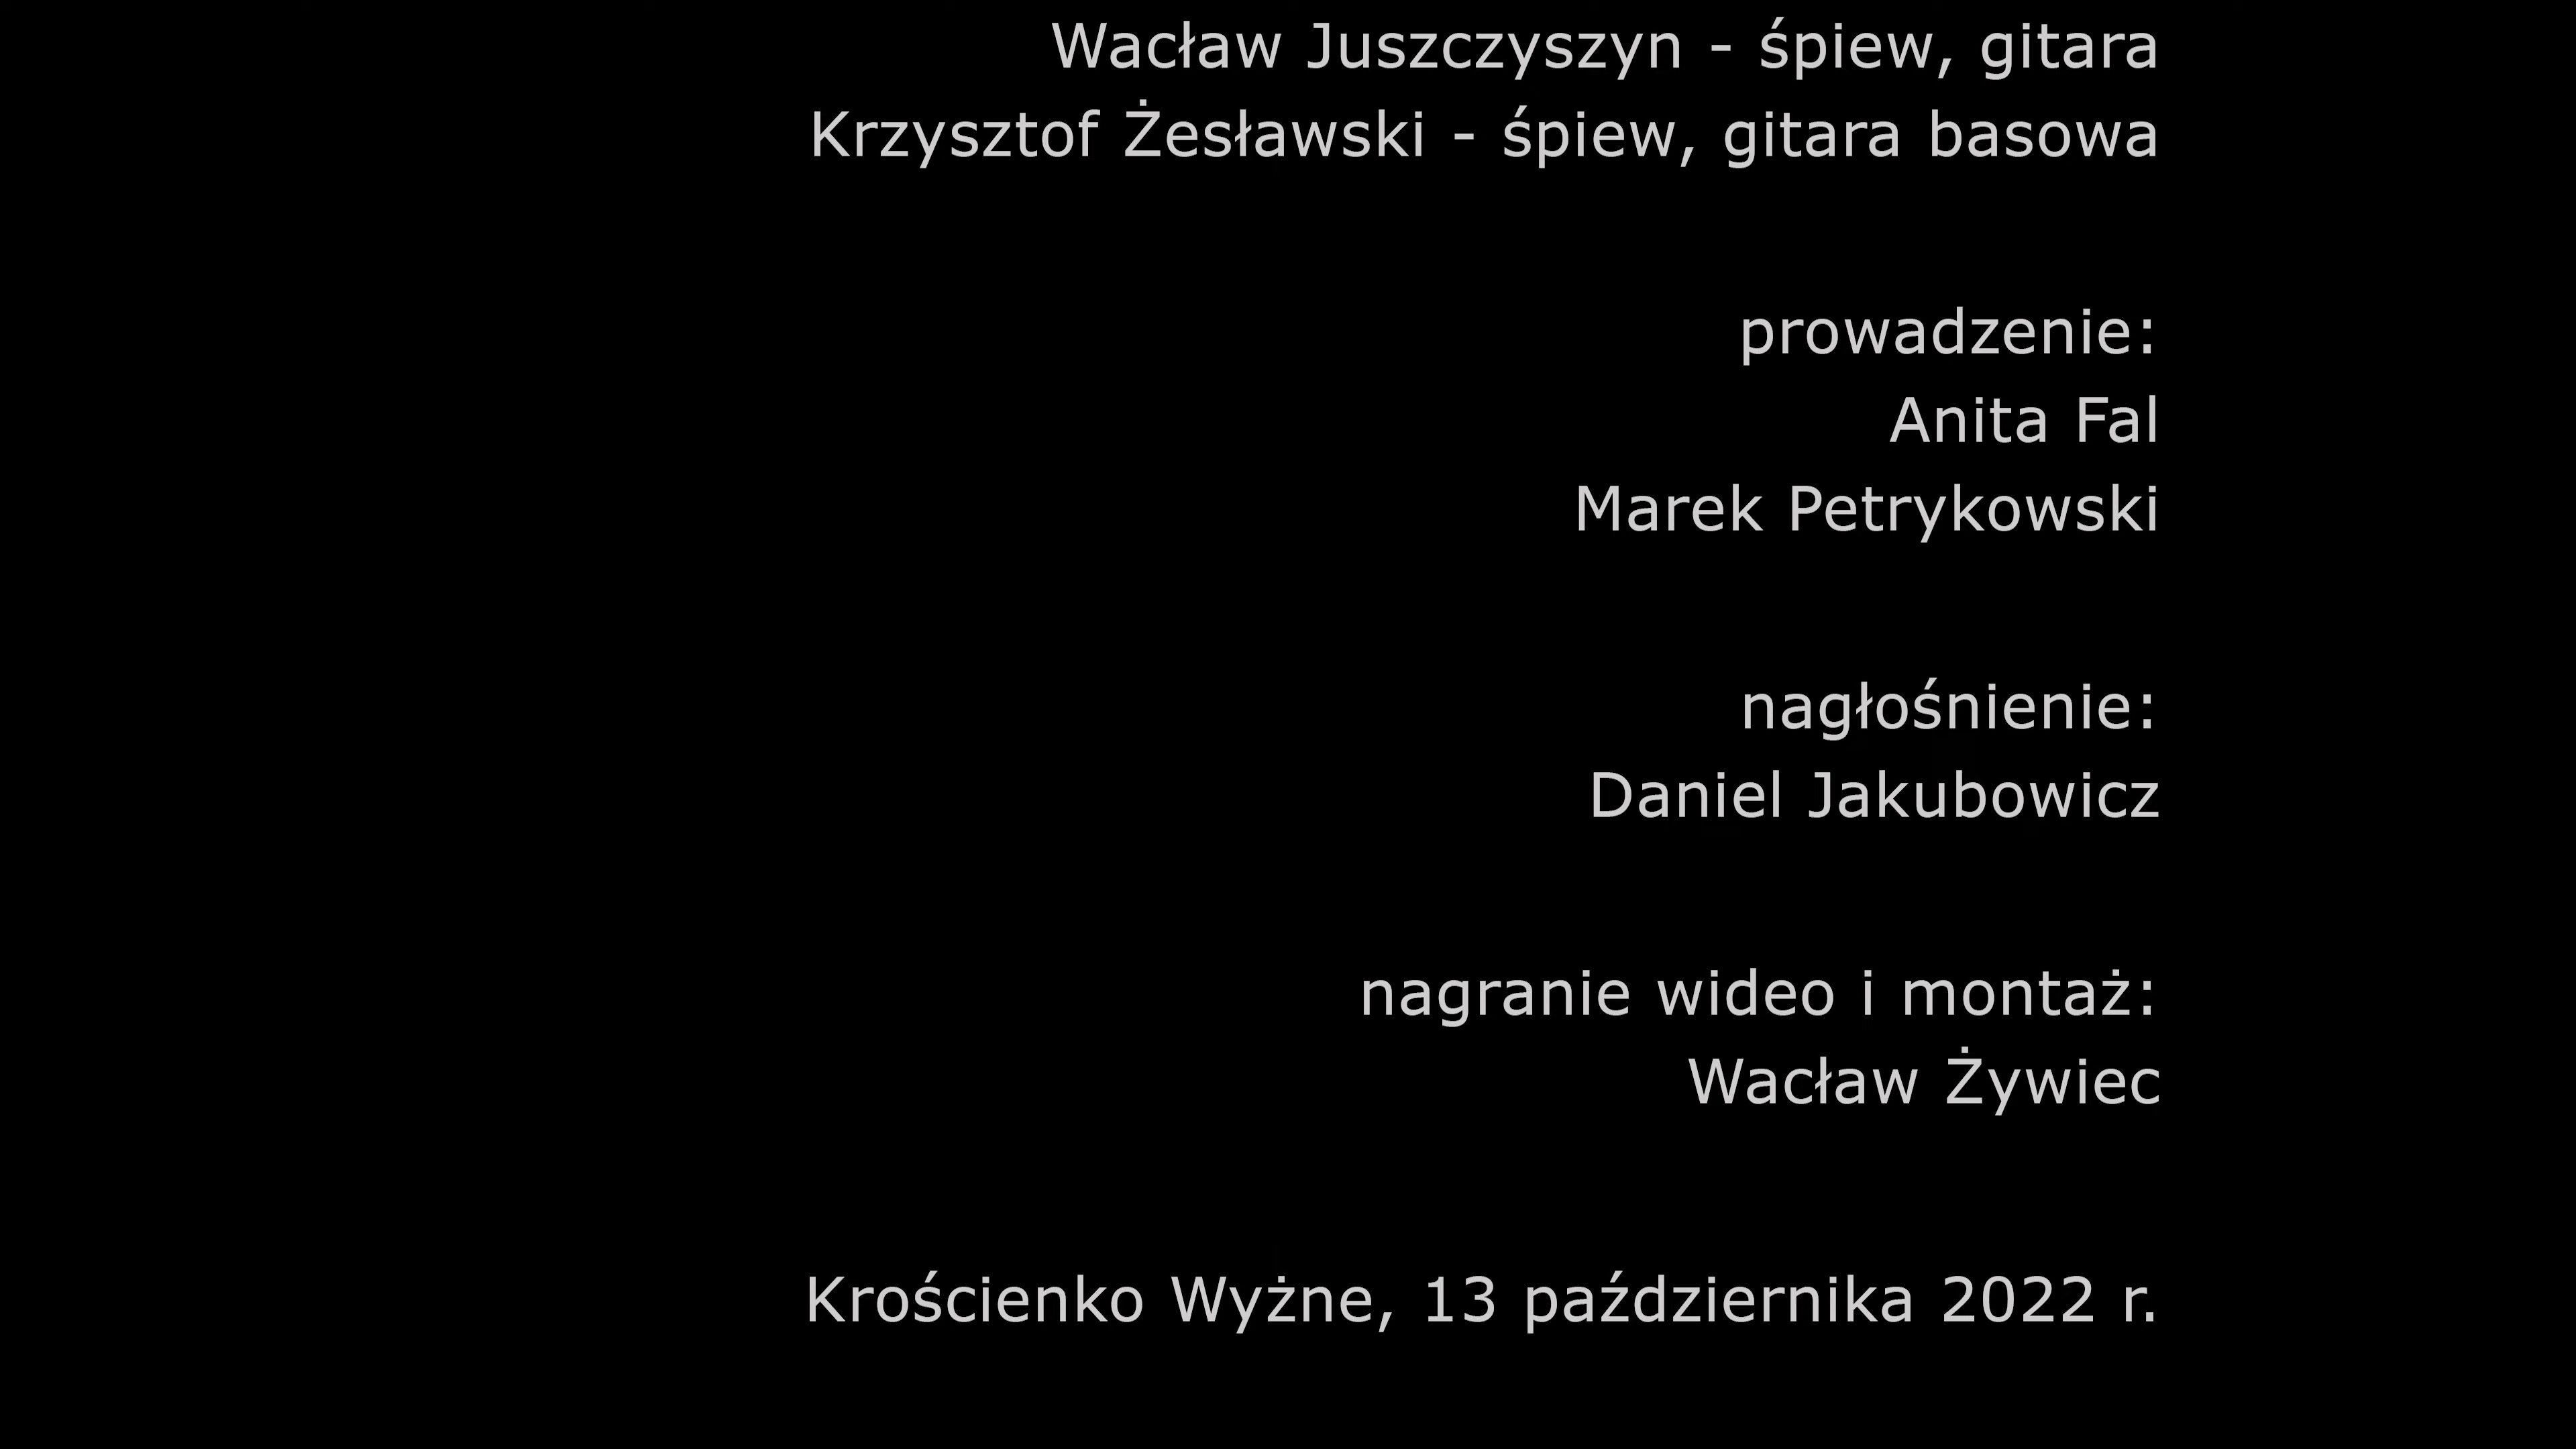 Wacław Juszczyszyn - śpiew, gitara
Krzysztof Żesławski - śpiew, gitara basowa
prowadzenie:
Anita Fal
Marek Petrykowski
nagłośnienie:
Daniel Jakubowicz
nagranie wideo i montaż:
Wacław Żywiec
Krościenko Wyżne, 13 października 2022 r.